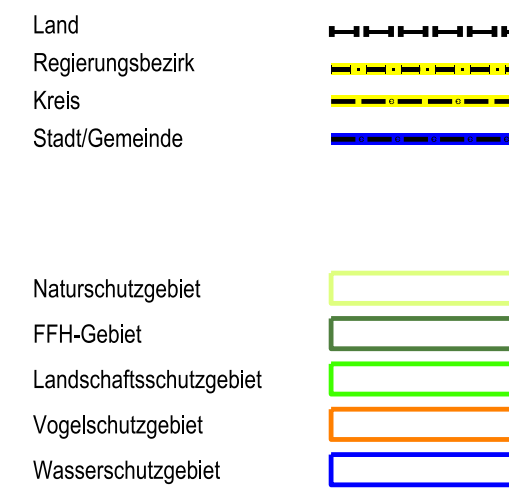 Land
Regierungsbezirk
Kreis
Stadt/Gemeinde
Naturschutzgebiet
FFH-Gebiet
Landschaftsschutzgebiet
Vogelschutzgebiet
Wasserschutzgebiet